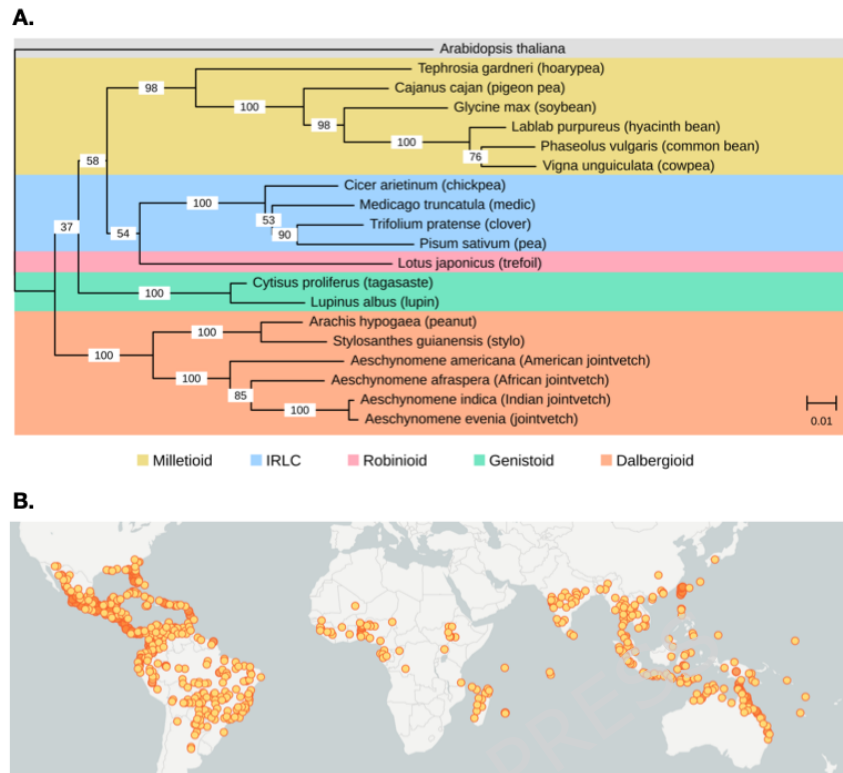 A.
Arabidopsis thaliana
Tephrosia gardneri (hoarypea)
98
Cajanus cajan (pigeon pea)
100
Glycine max (soybean)
98
Lablab purpureus (hyacinth bean)
100
Phaseolus vulgaris (common bean)
76
58
Vigna unguiculata (cowpea)
Cicer arietinum (chickpea)
100
Medicago truncatula (medic)
53
37
Trifolium pratense (clover)
54
90
Pisum sativum (pea)
Lotus japonicus (trefoil)
Cytisus proliferus (tagasaste)
100
Lupinus albus (lupin)
Arachis hypogaea (peanut)
100
Stylosanthes guianensis (stylo)
100
Aeschynomene americana (American jointvetch)
100
Aeschynomene afraspera (African jointvetch)
85
Aeschynomene indica (Indian jointvetch)
100
Aeschynomene evenia (jointvetch)
0.01
Milletioid IRLC Robinioid Genistoid Dalbergioid
B.